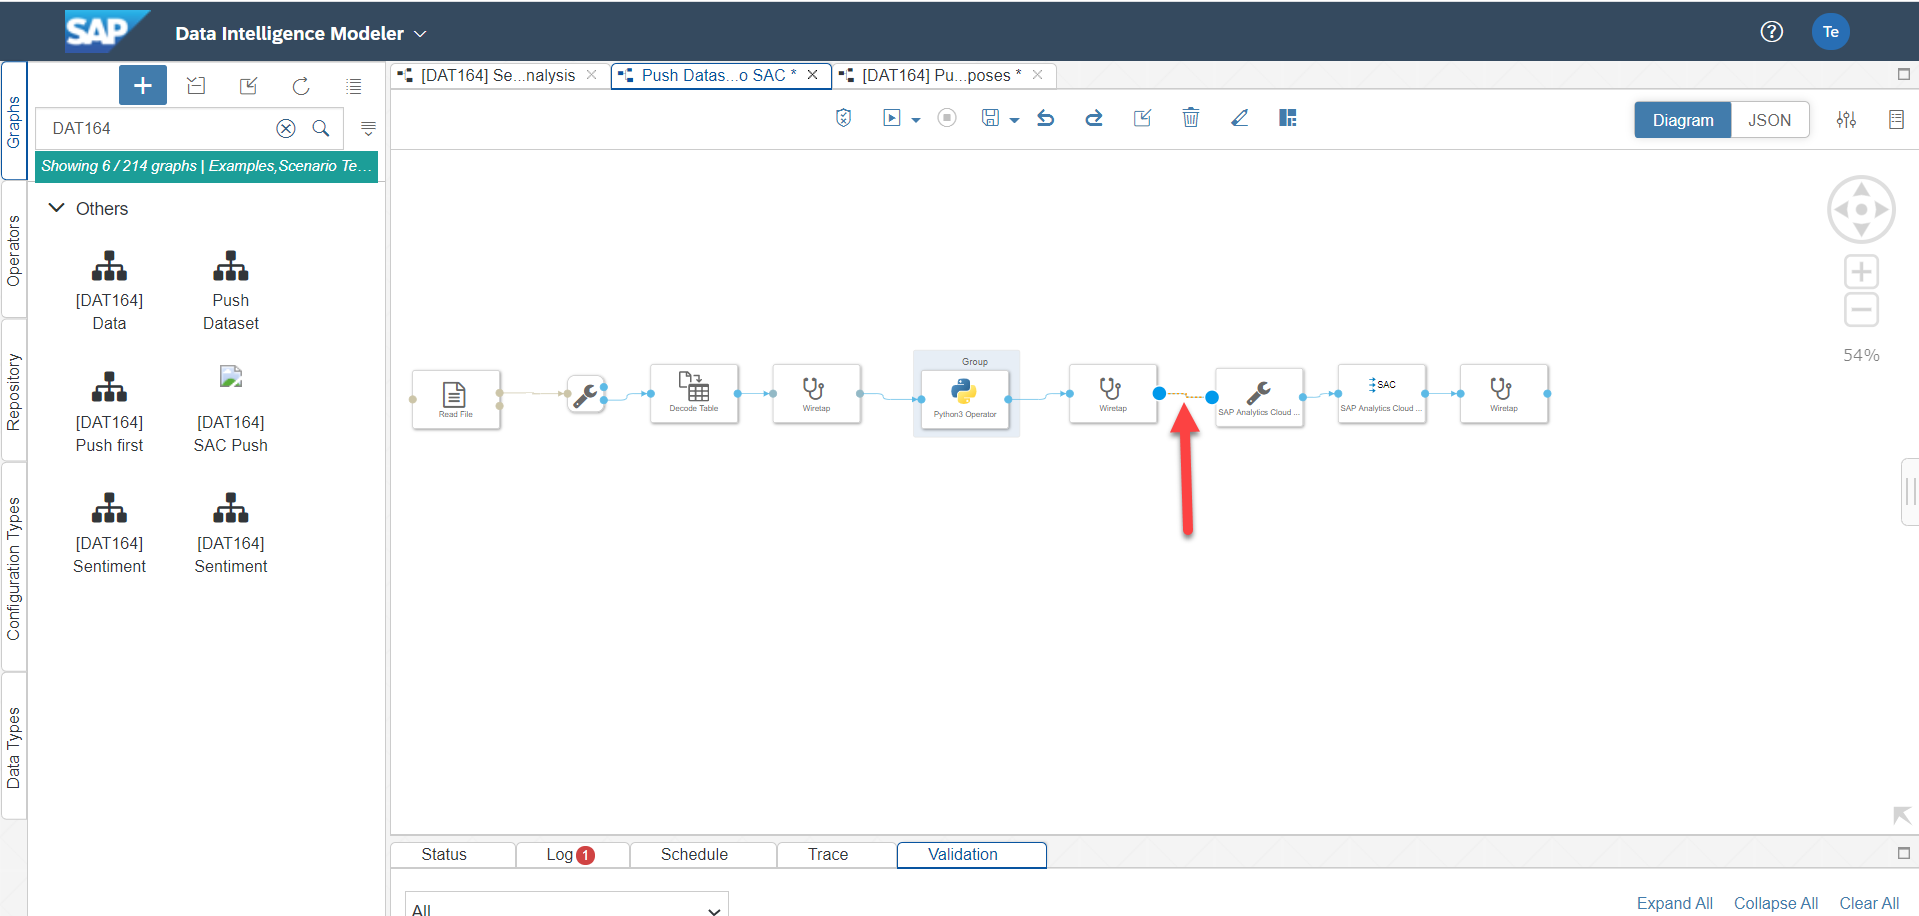 SAP Data Intelligence Modeler
Te
Graphs
Operators
Repository
Configuration Types
Data Types
DAT164
Showing 6 / 214 graphs | Examples,Scenario Te...
Others
[DAT164]
Data
Push
Dataset
[DAT164]
Push first
[DAT164]
SAC Push
[DAT164]
Sentiment
[DAT164]
Sentiment
[DAT164] Se...nalysis
Push Datas...o SAC *
[DAT164] Pu...poses *
Diagram
JSON
54%
Read File
Decode Table
Wiretap
Group
Python3 Operator
Wiretap
SAP Analytics Cloud ...
SAC
SAP Analytics Cloud ...
Wiretap
Status
Log 1
Schedule
Trace
Validation
All
Expand All
Collapse All
Clear All